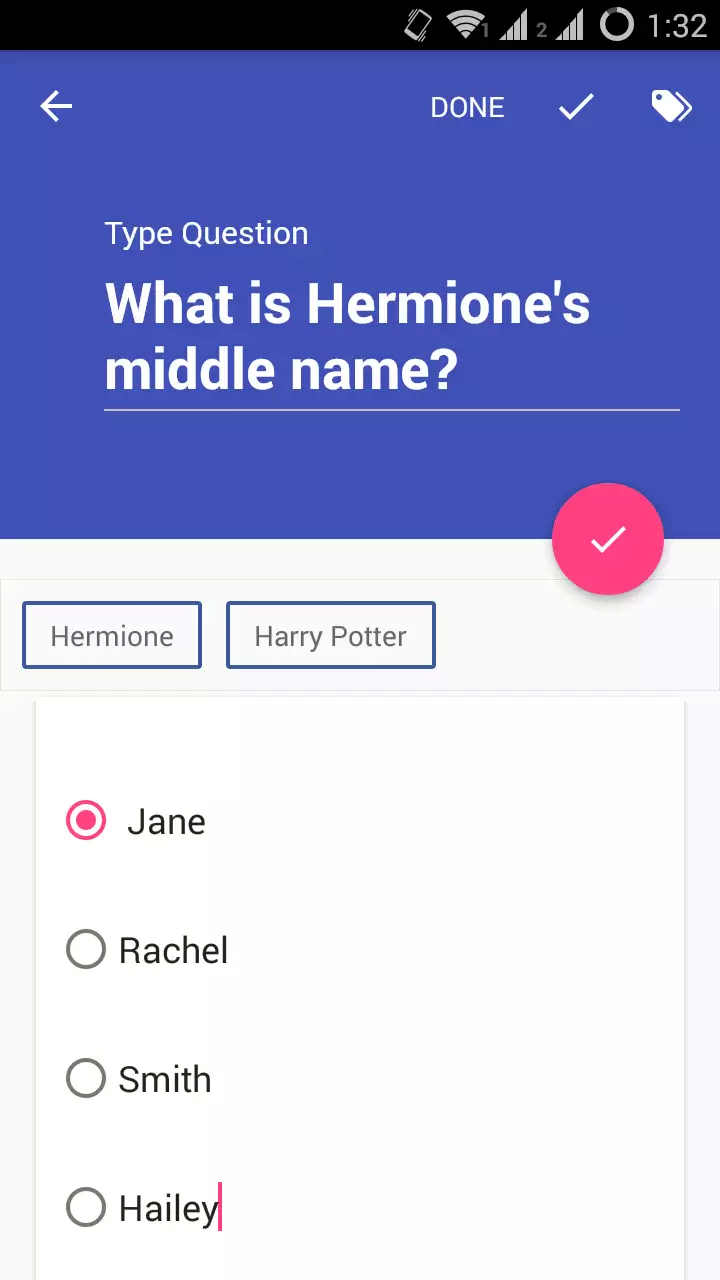 1 2 1:32
DONE
Type Question
What is Hermione's
middle name?
Hermione Harry Potter
Jane
Rachel
Smith
Hailey